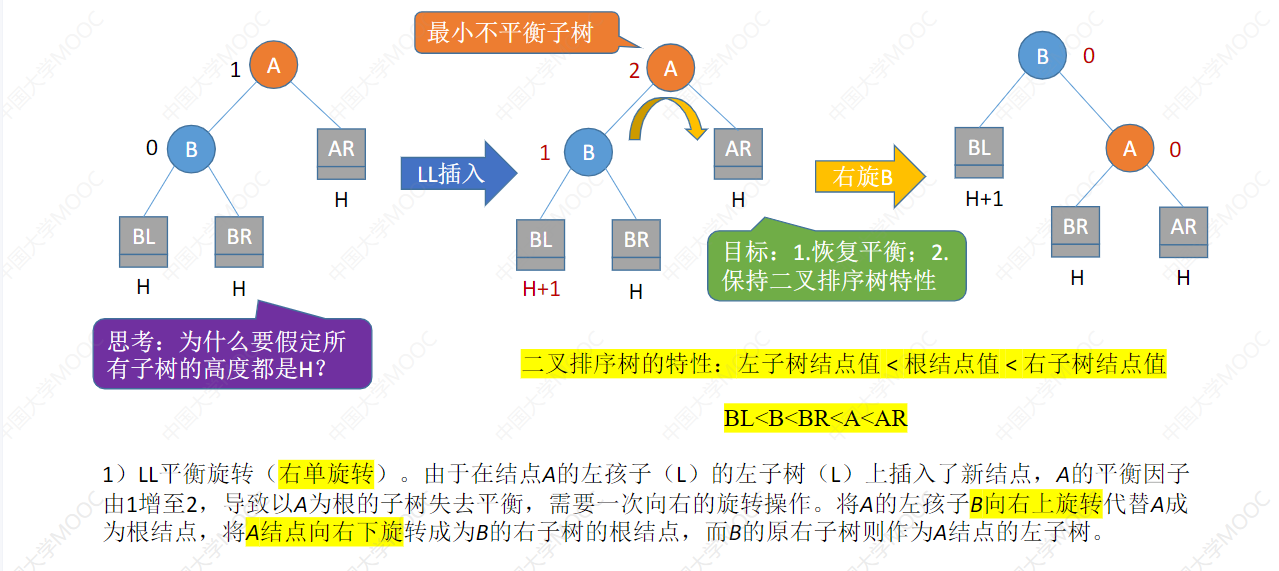 最小不平衡子树
1
A
0
B
AR
H
BL
BR
H
H
LL插入
2
A
1
B
AR
H
BL
BR
H+1
H
右旋B
B
0
BL
H+1
A
0
BR
AR
H
H
目标：1.恢复平衡；2.
保持二叉排序树特性
思考：为什么要假定所
有子树的高度都是H？
二叉排序树的特性：左子树结点值 < 根结点值 < 右子树结点值
BL<B<BR<A<AR
1）LL平衡旋转（右单旋转）。由于在结点A的左孩子（L）的左子树（L）上插入了新结点，A的平衡因子
由1增至2，导致以A为根的子树失去平衡，需要一次向右的旋转操作。将A的左孩子B向右上旋转代替A成
为根结点，将A结点向右下旋转成为B的右子树的根结点，而B的原右子树则作为A结点的左子树。
中国大学MOOC